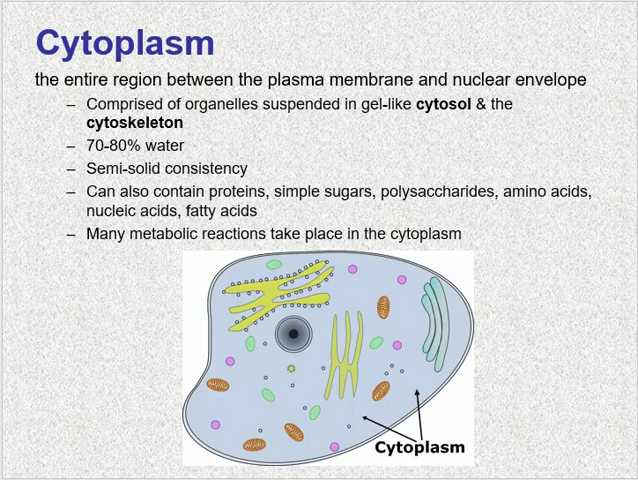 Cytoplasm
the entire region between the plasma membrane and nuclear envelope
– Comprised of organelles suspended in gel-like cytosol & the
cytoskeleton
– 70-80% water
– Semi-solid consistency
– Can also contain proteins, simple sugars, polysaccharides, amino acids,
nucleic acids, fatty acids
– Many metabolic reactions take place in the cytoplasm
Cytoplasm